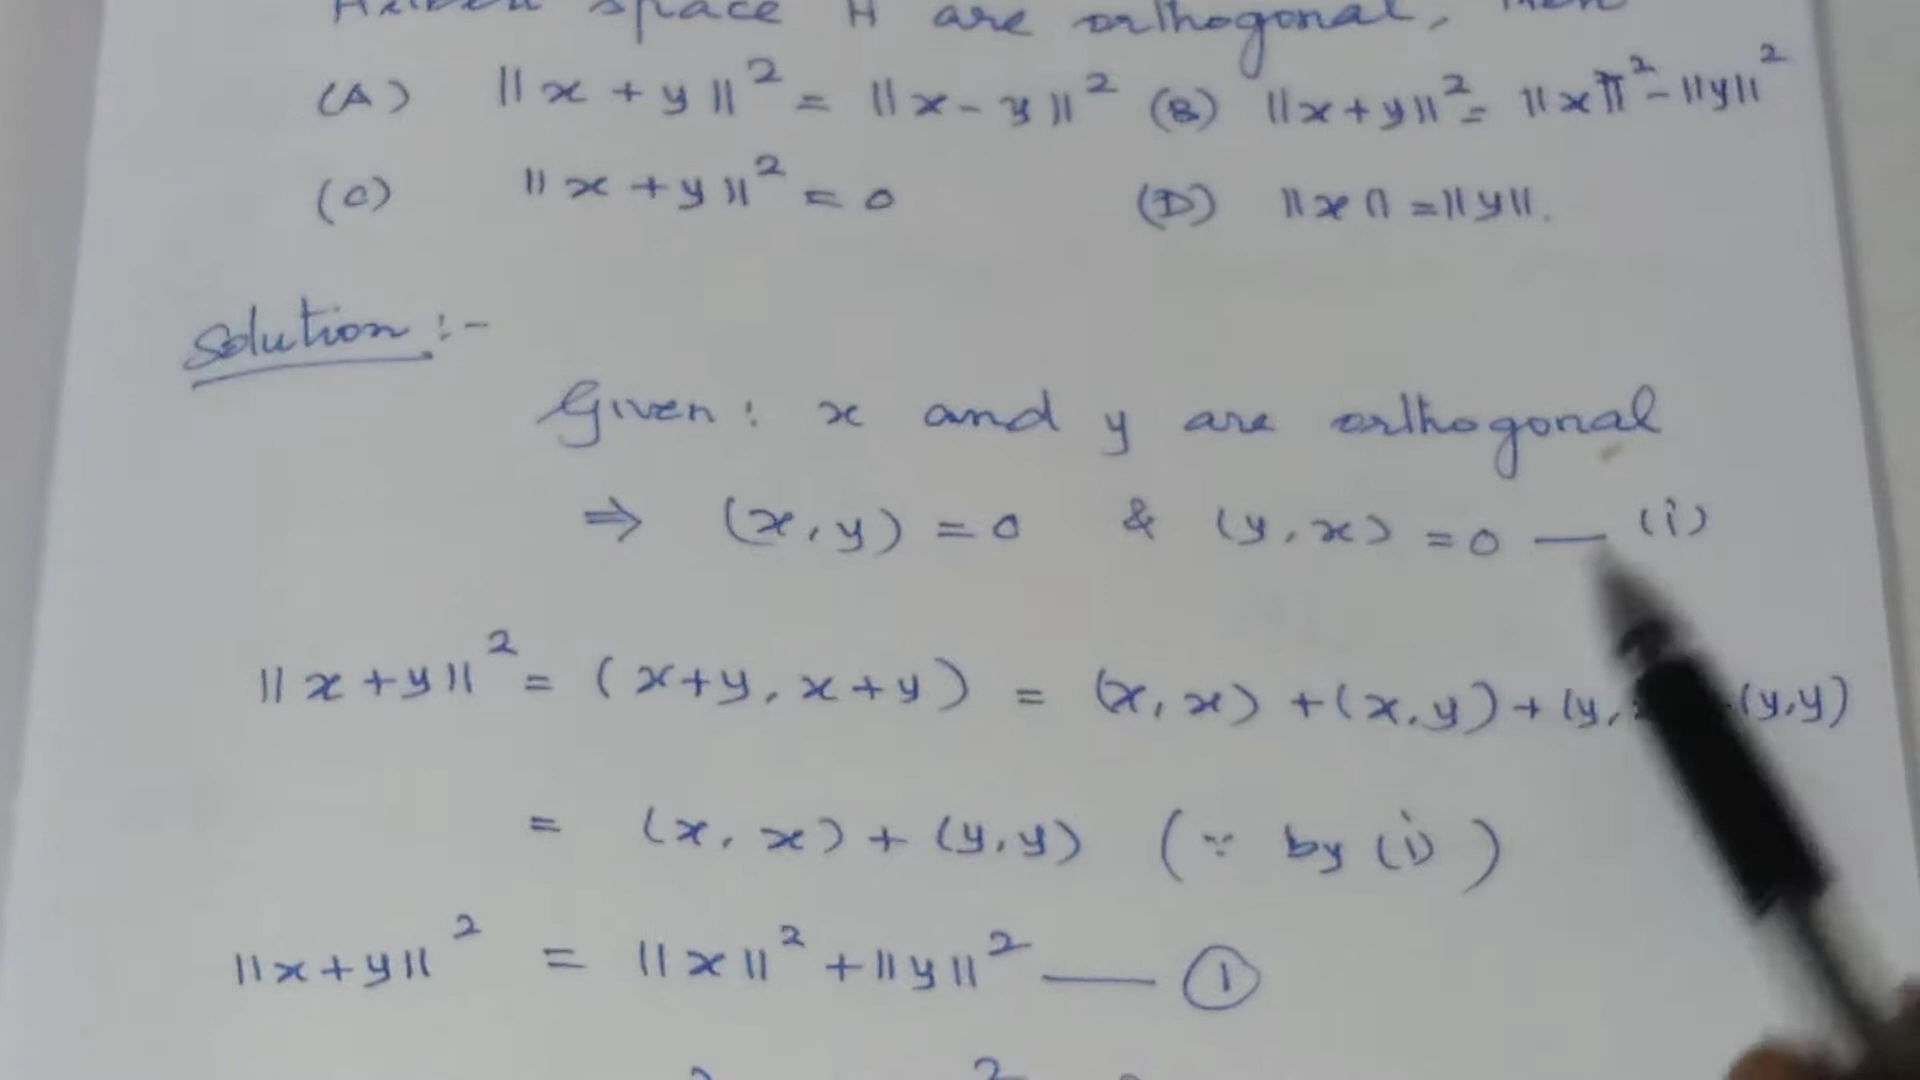 space H are orthogonal, then
(A) ||x + y||² = ||x - y||² (B) ||x+y||² = ||x||² - ||y||²
(C) ||x + y||² = 0 (D) ||x|| = ||y||.
Solution :-
Given : x and y are orthogonal
⇒ (x, y) = 0 & (y, x) = 0 — (i)
||x + y||² = (x+y, x+y) = (x, x) + (x, y) + (y, (y,y)
= (x, x) + (y, y) (∵ by (i))
||x+y||² = ||x||² + ||y||² — ①